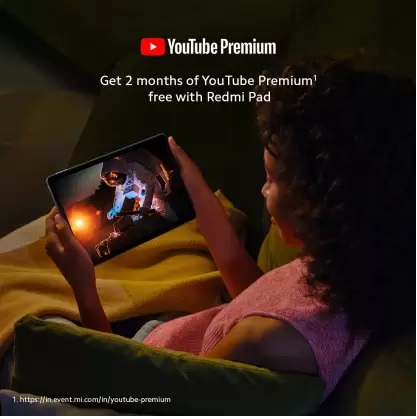 YouTube Premium
Get 2 months of YouTube Premium¹
free with Redmi Pad
1. https://in.event.mi.com/in/youtube-premium